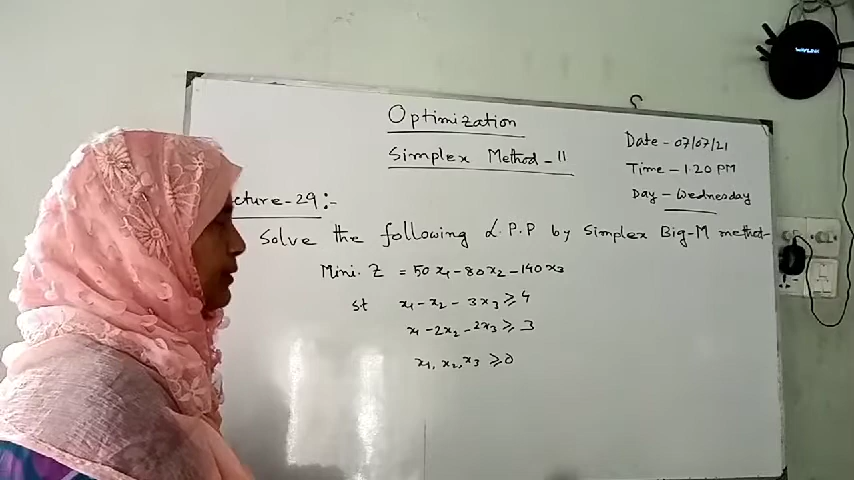 Optimization
Simplex Method - II
Date - 07/07/21
Time - 1:20 PM
Day - Wednesday
cture-29:-
Solve the following L.P.P by Simplex Big-M method-
Mini. Z = 50x₁ - 80x₂ - 140x₃
st x₁ - x₂ - 3x₃ ≥ 4
x₁ - 2x₂ - 2x₃ ≥ 3
x₁, x₂, x₃ ≥ 0